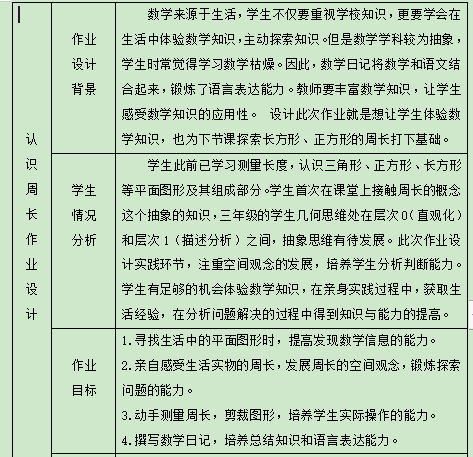 认识周长作业设计
作业设计背景
数学来源于生活，学生不仅要重视学校知识，更要学会在
生活中体验数学知识，主动探索知识。但是数学学科较为抽象，
学生时常觉得学习数学枯燥。因此，数学日记将数学和语文结
合起来，锻炼了语言表达能力。教师要丰富数学知识，让学生
感受数学知识的应用性。 设计此次作业就是想让学生体验数
学知识，也为下节课探索长方形、正方形的周长打下基础。
学生情况分析
学生此前已学习测量长度，认识三角形、正方形、长方形
等平面图形及其组成部分。学生首次在课堂上接触周长的概念
这个抽象的知识，三年级的学生几何思维处在层次 0（直观化）
和层次 1（描述分析）之间，抽象思维有待发展。此次作业设
计实践环节，注重空间观念的发展，培养学生分析判断能力。
学生有足够的机会体验数学知识，在亲身实践过程中，获取生
活经验，在分析问题解决的过程中得到知识与能力的提高。
作业目标
1.寻找生活中的平面图形时，提高发现数学信息的能力。
2.亲自感受生活实物的周长，发展周长的空间观念，锻炼探索
问题的能力。
3.动手测量周长，剪裁图形，培养学生实际操作的能力。
4.撰写数学日记，培养总结知识和语言表达能力。